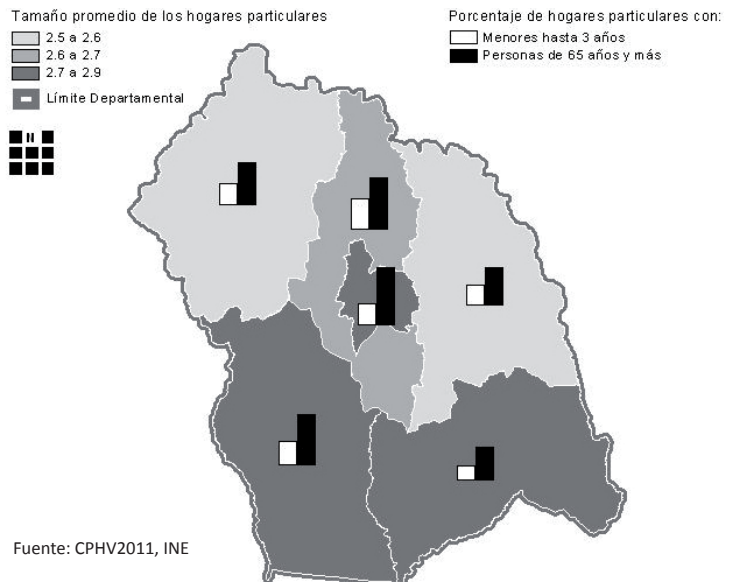 Tamaño promedio de los hogares particulares
2.5 a 2.6
2.6 a 2.7
2.7 a 2.9
Límite Departamental
N
Porcentaje de hogares particulares con:
Menores hasta 3 años
Personas de 65 años y más
Fuente: CPHV2011, INE